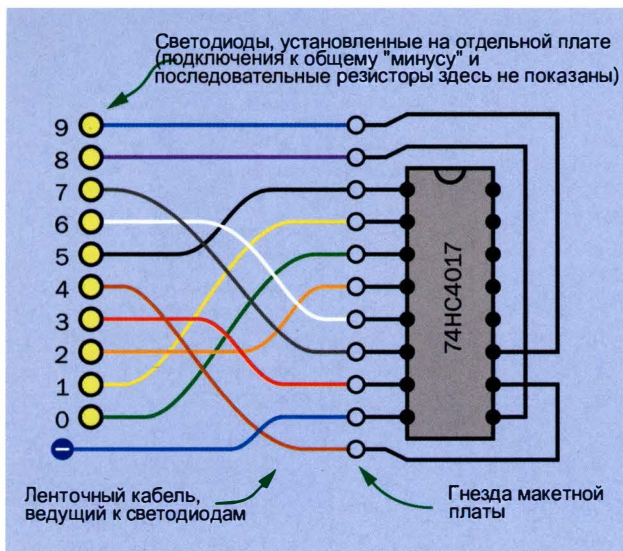 Светодиоды, установленные на отдельной плате
(подключения к общему "минусу" и
последовательные резисторы здесь не показаны)
9
8
7
6
5
4
3
2
1
0
−
74HC4017
Ленточный кабель,
ведущий к светодиодам
Гнезда макетной
платы